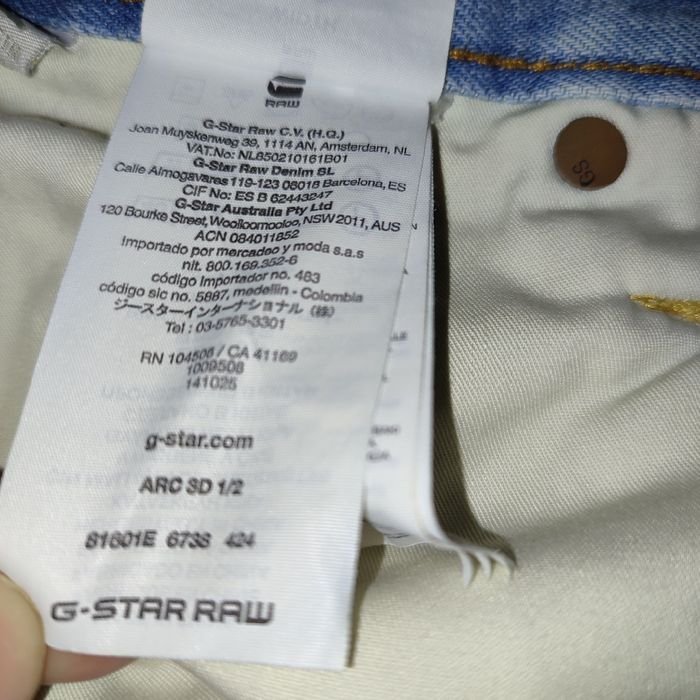 RAW
G-Star Raw C.V. (H.Q.)
Joan Muyskenweg 39, 1114 AN, Amsterdam, NL
VAT.No: NL850210161B01
G-Star Raw Denim SL
Calle Almogavares 119-123 08018 Barcelona, ES
CIF No: ES B 62443247
G-Star Australia Pty Ltd
120 Bourke Street, Woolloomooloo, NSW 2011, AUS
ACN 084011852
Importado por mercadeo y moda s.a.s
nit. 800.169.352-6
código importador no. 463
código sic no. 5887, medellin - Colombia
ジースターインターナショナル (株)
Tel : 03-5765-3301
RN 104506 / CA 41169
1009508
141025
g-star.com
ARC 3D 1/2
81601E 6738 424
G-STAR RAW
GS